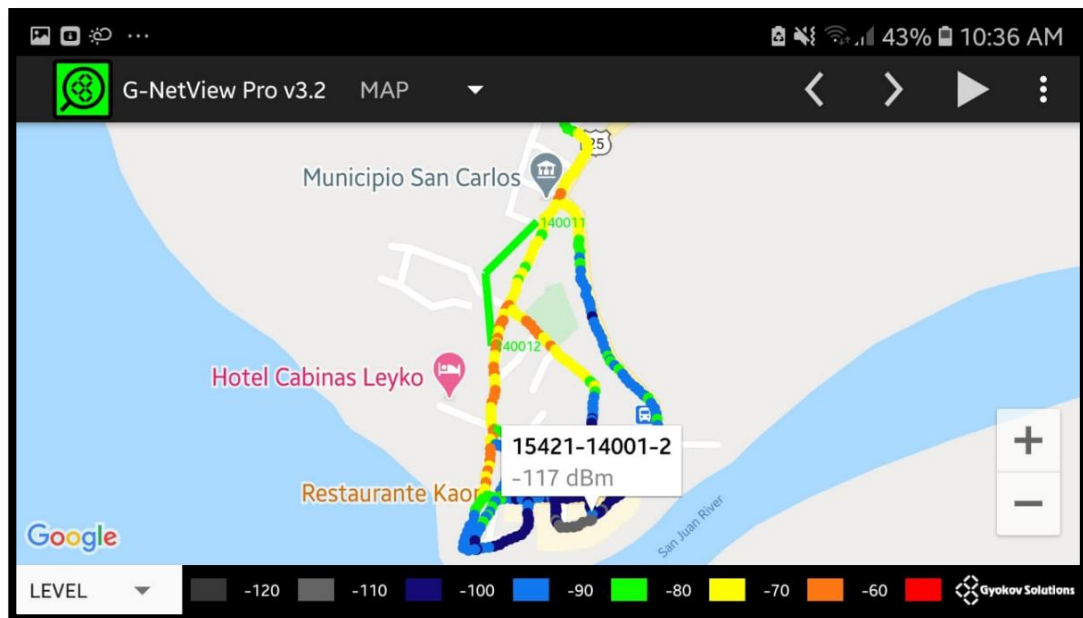 43% 10:36 AM
G-NetView Pro v3.2 MAP
25
Municipio San Carlos
140011
140012
Hotel Cabinas Leyko
15421-14001-2
-117 dBm
Restaurante Kaor
San Juan River
Google
LEVEL -120 -110 -100 -90 -80 -70 -60 Gyokov Solutions